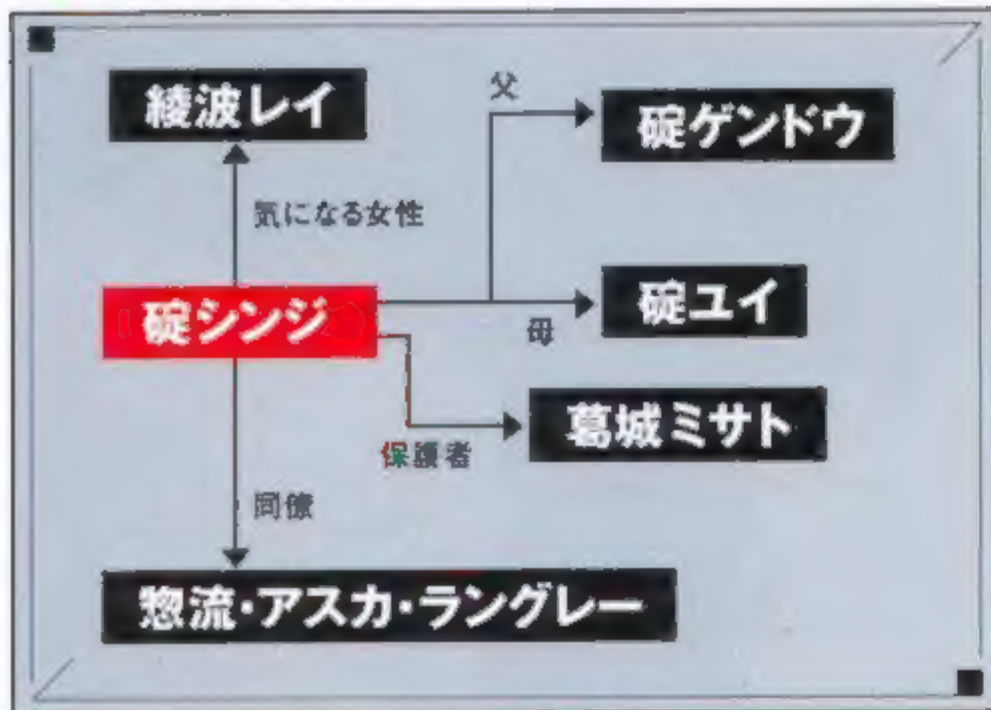 綾波レイ
父
碇ゲンドウ
気になる女性
碇シンジ
碇ユイ
母
葛城ミサト
保護者
同僚
惣流・アスカ・ラングレー